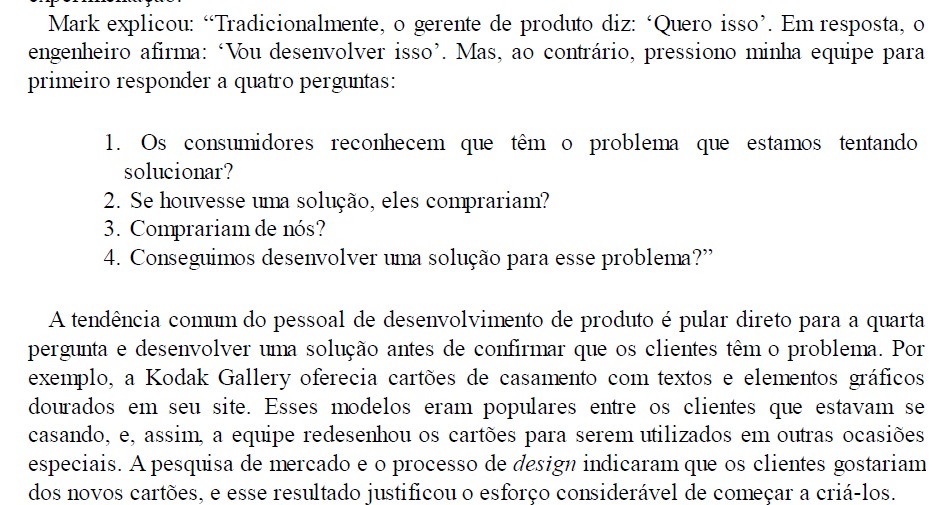 experimentação.
Mark explicou: “Tradicionalmente, o gerente de produto diz: ‘Quero isso’. Em resposta, o
engenheiro afirma: ‘Vou desenvolver isso’. Mas, ao contrário, pressiono minha equipe para
primeiro responder a quatro perguntas:
1. Os consumidores reconhecem que têm o problema que estamos tentando
solucionar?
2. Se houvesse uma solução, eles comprariam?
3. Comprariam de nós?
4. Conseguimos desenvolver uma solução para esse problema?”
A tendência comum do pessoal de desenvolvimento de produto é pular direto para a quarta
pergunta e desenvolver uma solução antes de confirmar que os clientes têm o problema. Por
exemplo, a Kodak Gallery oferecia cartões de casamento com textos e elementos gráficos
dourados em seu site. Esses modelos eram populares entre os clientes que estavam se
casando, e, assim, a equipe redesenhou os cartões para serem utilizados em outras ocasiões
especiais. A pesquisa de mercado e o processo de design indicaram que os clientes gostariam
dos novos cartões, e esse resultado justificou o esforço considerável de começar a criá-los.